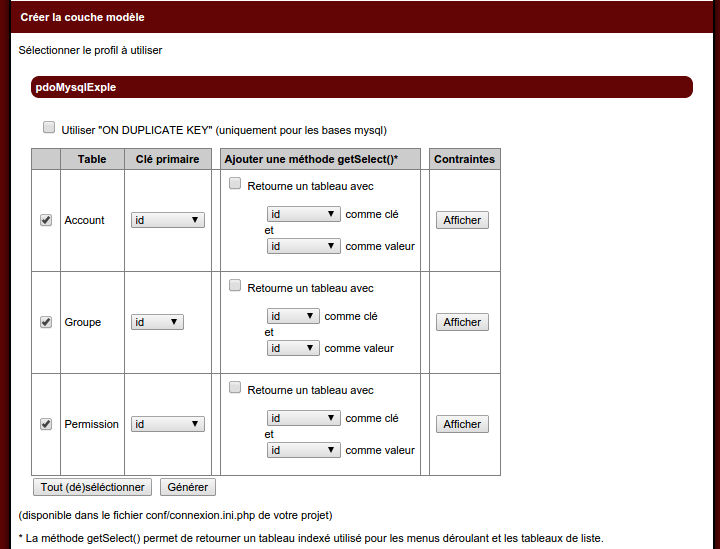 Créer la couche modèle
Sélectionner le profil à utiliser
pdoMysqlExple
Utiliser "ON DUPLICATE KEY" (uniquement pour les bases mysql)
Table Clé primaire Ajouter une méthode getSelect()* Contraintes
Retourne un tableau avec
Account id id comme clé Afficher
et
id comme valeur
Retourne un tableau avec
Groupe id id comme clé Afficher
et
id comme valeur
Retourne un tableau avec
Permission id id comme clé Afficher
et
id comme valeur
Tout (dé)séléctionner Générer
(disponible dans le fichier conf/connexion.ini.php de votre projet)
* La méthode getSelect() permet de retourner un tableau indexé utilisé pour les menus déroulant et les tableaux de liste.